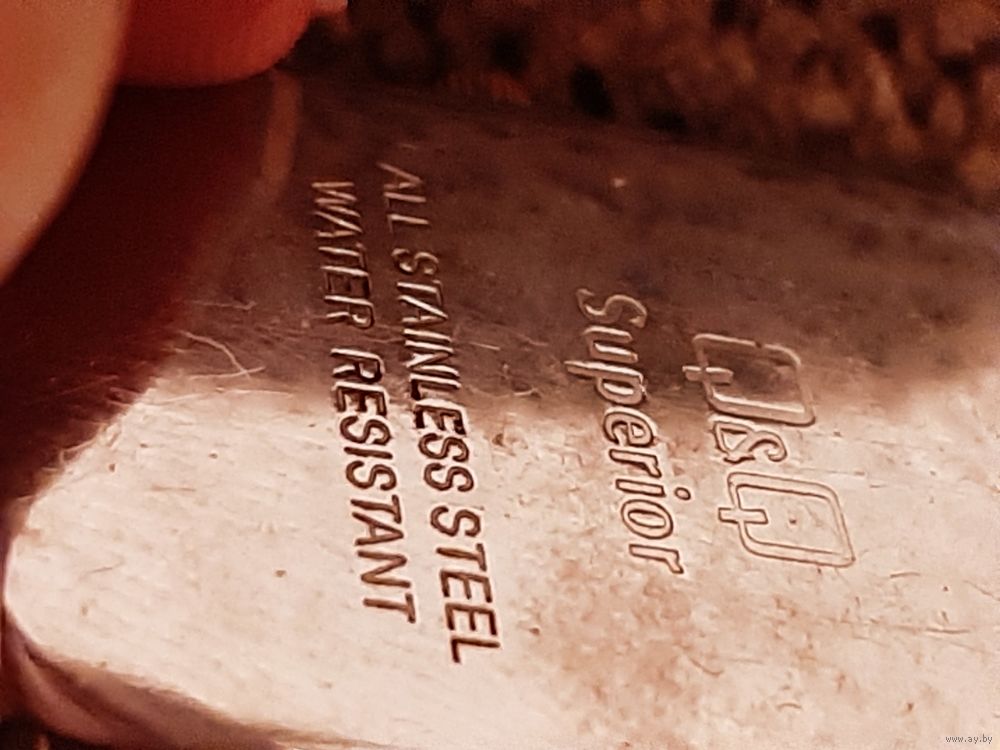 Q&Q
Superior
ALL STAINLESS STEEL
WATER RESISTANT
www.ay.by